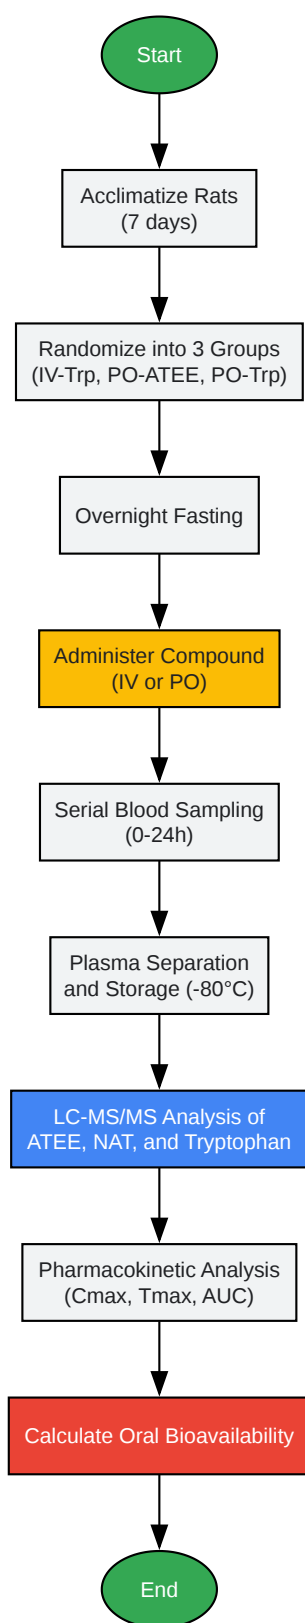 Start
Acclimatize Rats
(7 days)
Randomize into 3 Groups
(IV-Trp, PO-ATEE, PO-Trp)
Overnight Fasting
Administer Compound
(IV or PO)
Serial Blood Sampling
(0-24h)
Plasma Separation
and Storage (-80°C)
LC-MS/MS Analysis of
ATEE, NAT, and Tryptophan
Pharmacokinetic Analysis
(Cmax, Tmax, AUC)
Calculate Oral Bioavailability
End